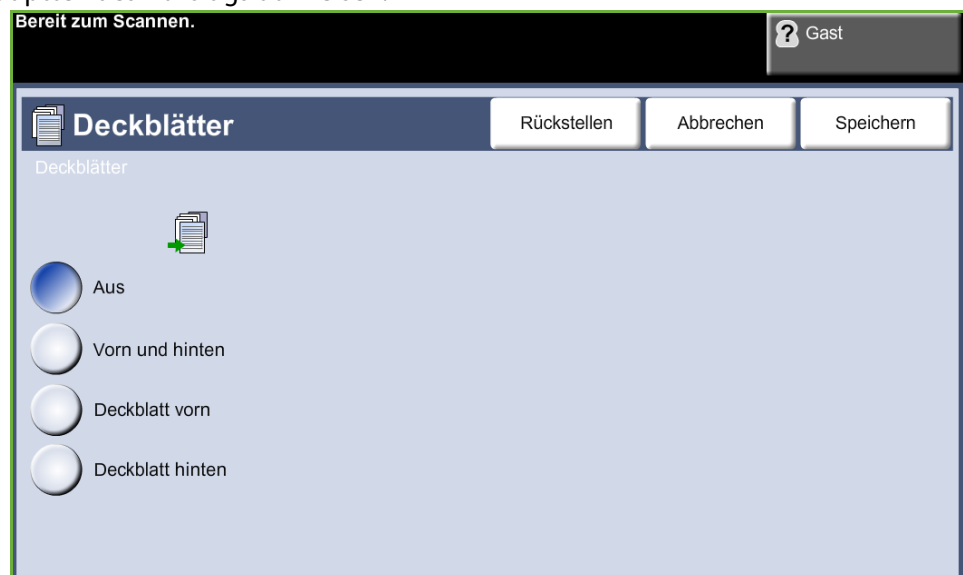 Bereit zum Scannen.
? Gast
Deckblätter
Rückstellen
Abbrechen
Speichern
Deckblätter
Aus
Vorn und hinten
Deckblatt vorn
Deckblatt hinten